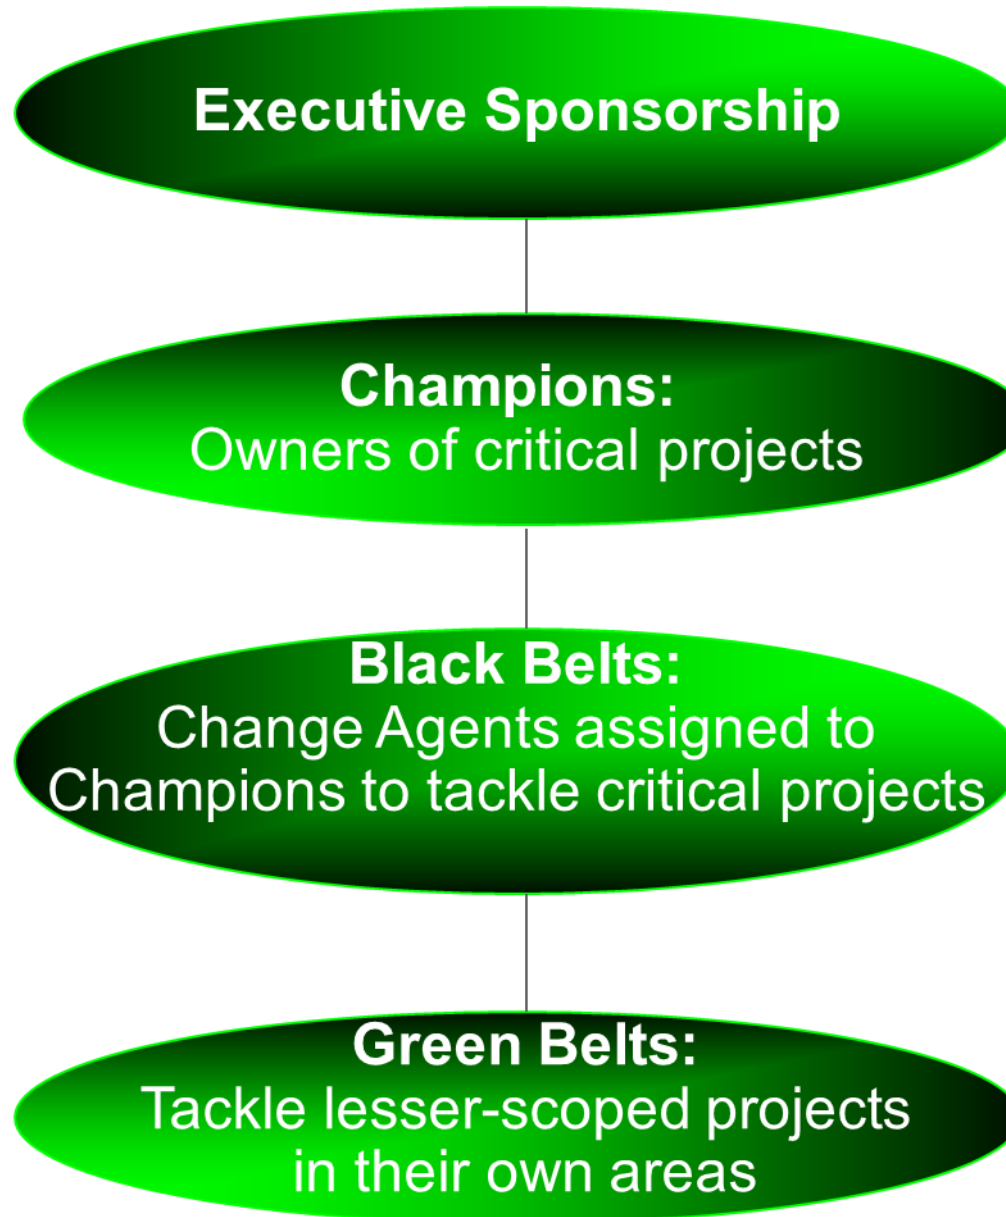 Executive Sponsorship
Champions:
Owners of critical projects
Black Belts:
Change Agents assigned to
Champions to tackle critical projects
Green Belts:
Tackle lesser-scoped projects
in their own areas